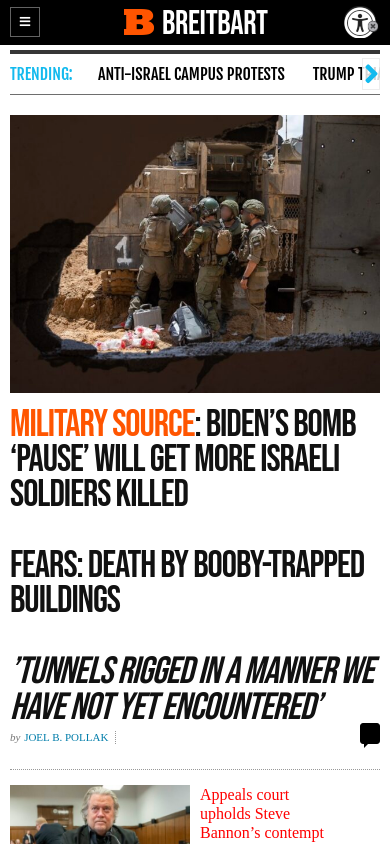 BREITBART
TRENDING: ANTI-ISRAEL CAMPUS PROTESTS TRUMP
1
MILITARY SOURCE: BIDEN'S BOMB
‘PAUSE’ WILL GET MORE ISRAELI
SOLDIERS KILLED
FEARS: DEATH BY BOOBY-TRAPPED
BUILDINGS
’TUNNELS RIGGED IN A MANNER WE
HAVE NOT YET ENCOUNTERED’
by JOEL B. POLLAK
Appeals court
upholds Steve
Bannon’s contempt